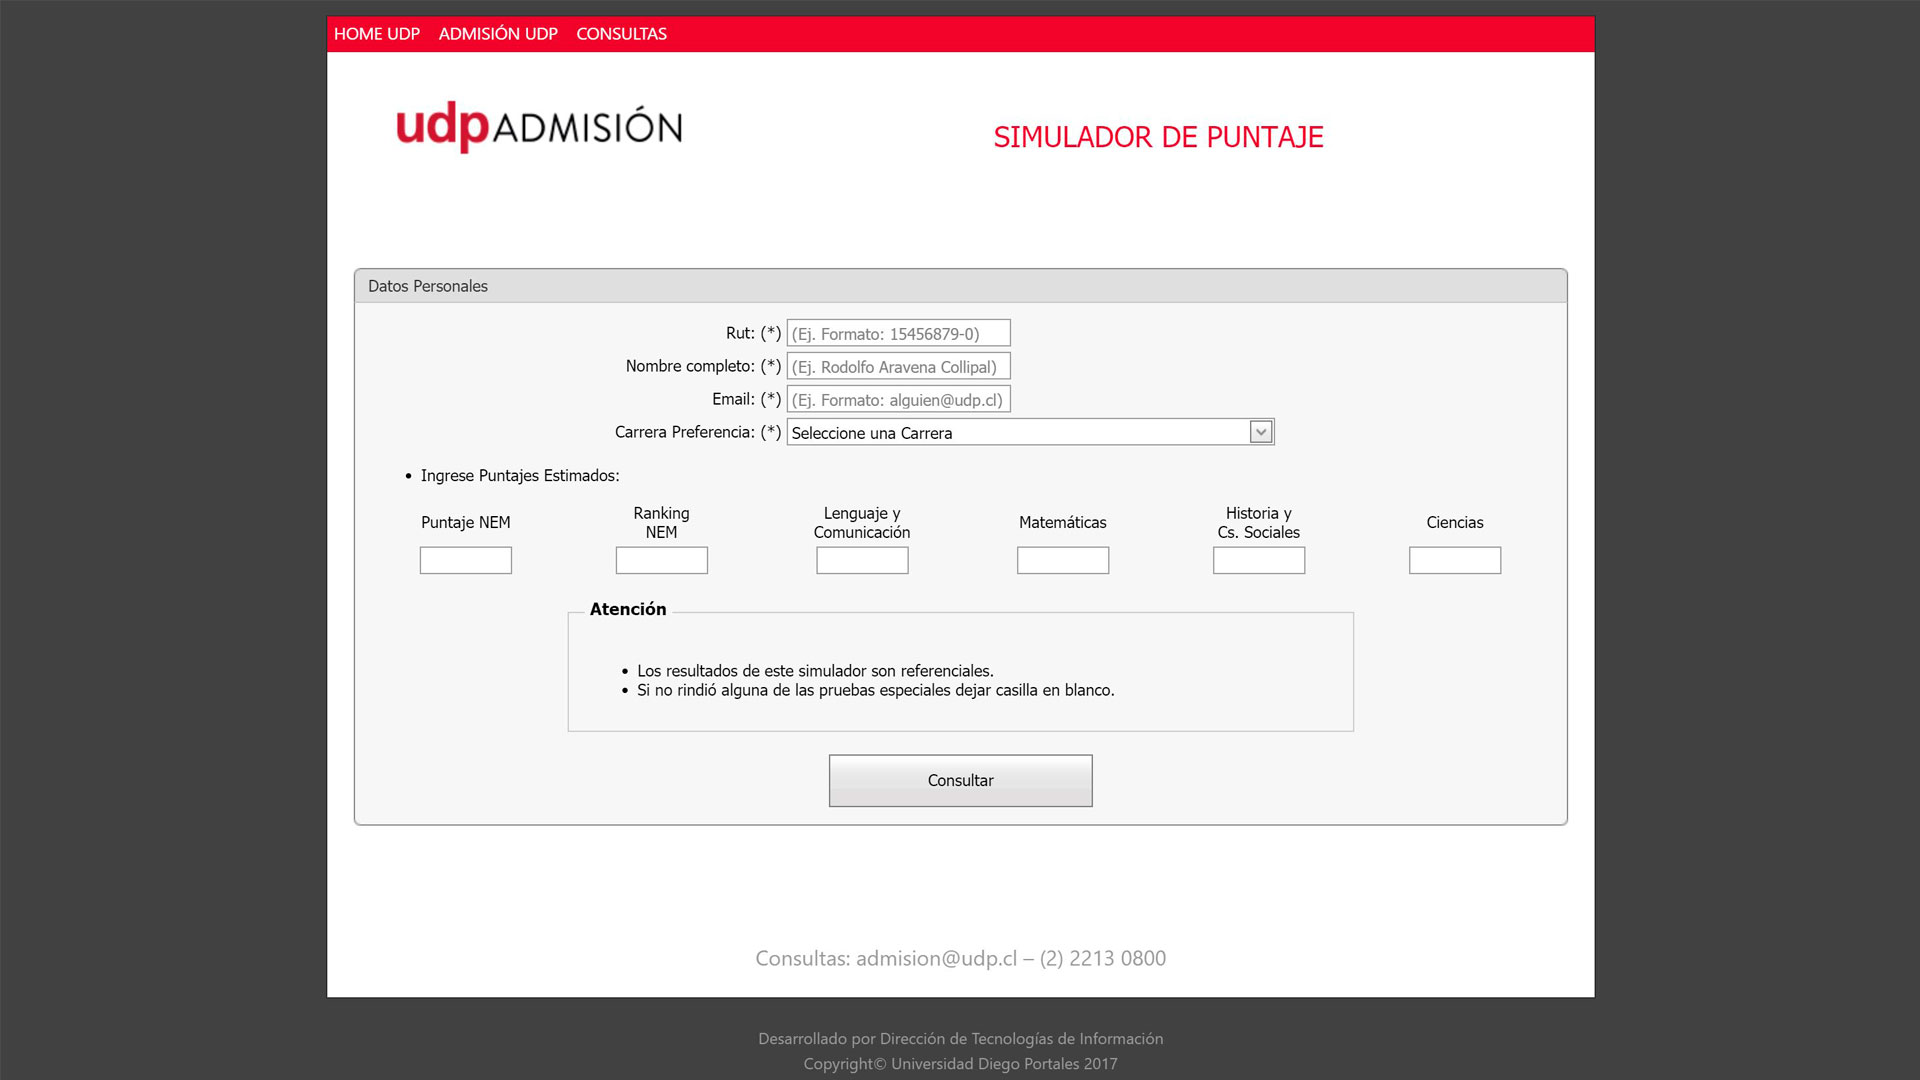 HOME UDP ADMISIÓN UDP CONSULTAS
udp ADMISIÓN
SIMULADOR DE PUNTAJE
Datos Personales
Rut: (*) (Ej. Formato: 15456879-0)
Nombre completo: (*) (Ej. Rodolfo Aravena Collipal)
Email: (*) (Ej. Formato: alguien@udp.cl)
Carrera Preferencia: (*) Seleccione una Carrera
• Ingrese Puntajes Estimados:
Puntaje NEM
Ranking
NEM
Lenguaje y
Comunicación
Matemáticas
Historia y
Cs. Sociales
Ciencias
Atención
• Los resultados de este simulador son referenciales.
• Si no rindió alguna de las pruebas especiales dejar casilla en blanco.
Consultar
Consultas: admision@udp.cl – (2) 2213 0800
Desarrollado por Dirección de Tecnologías de Información
Copyright© Universidad Diego Portales 2017